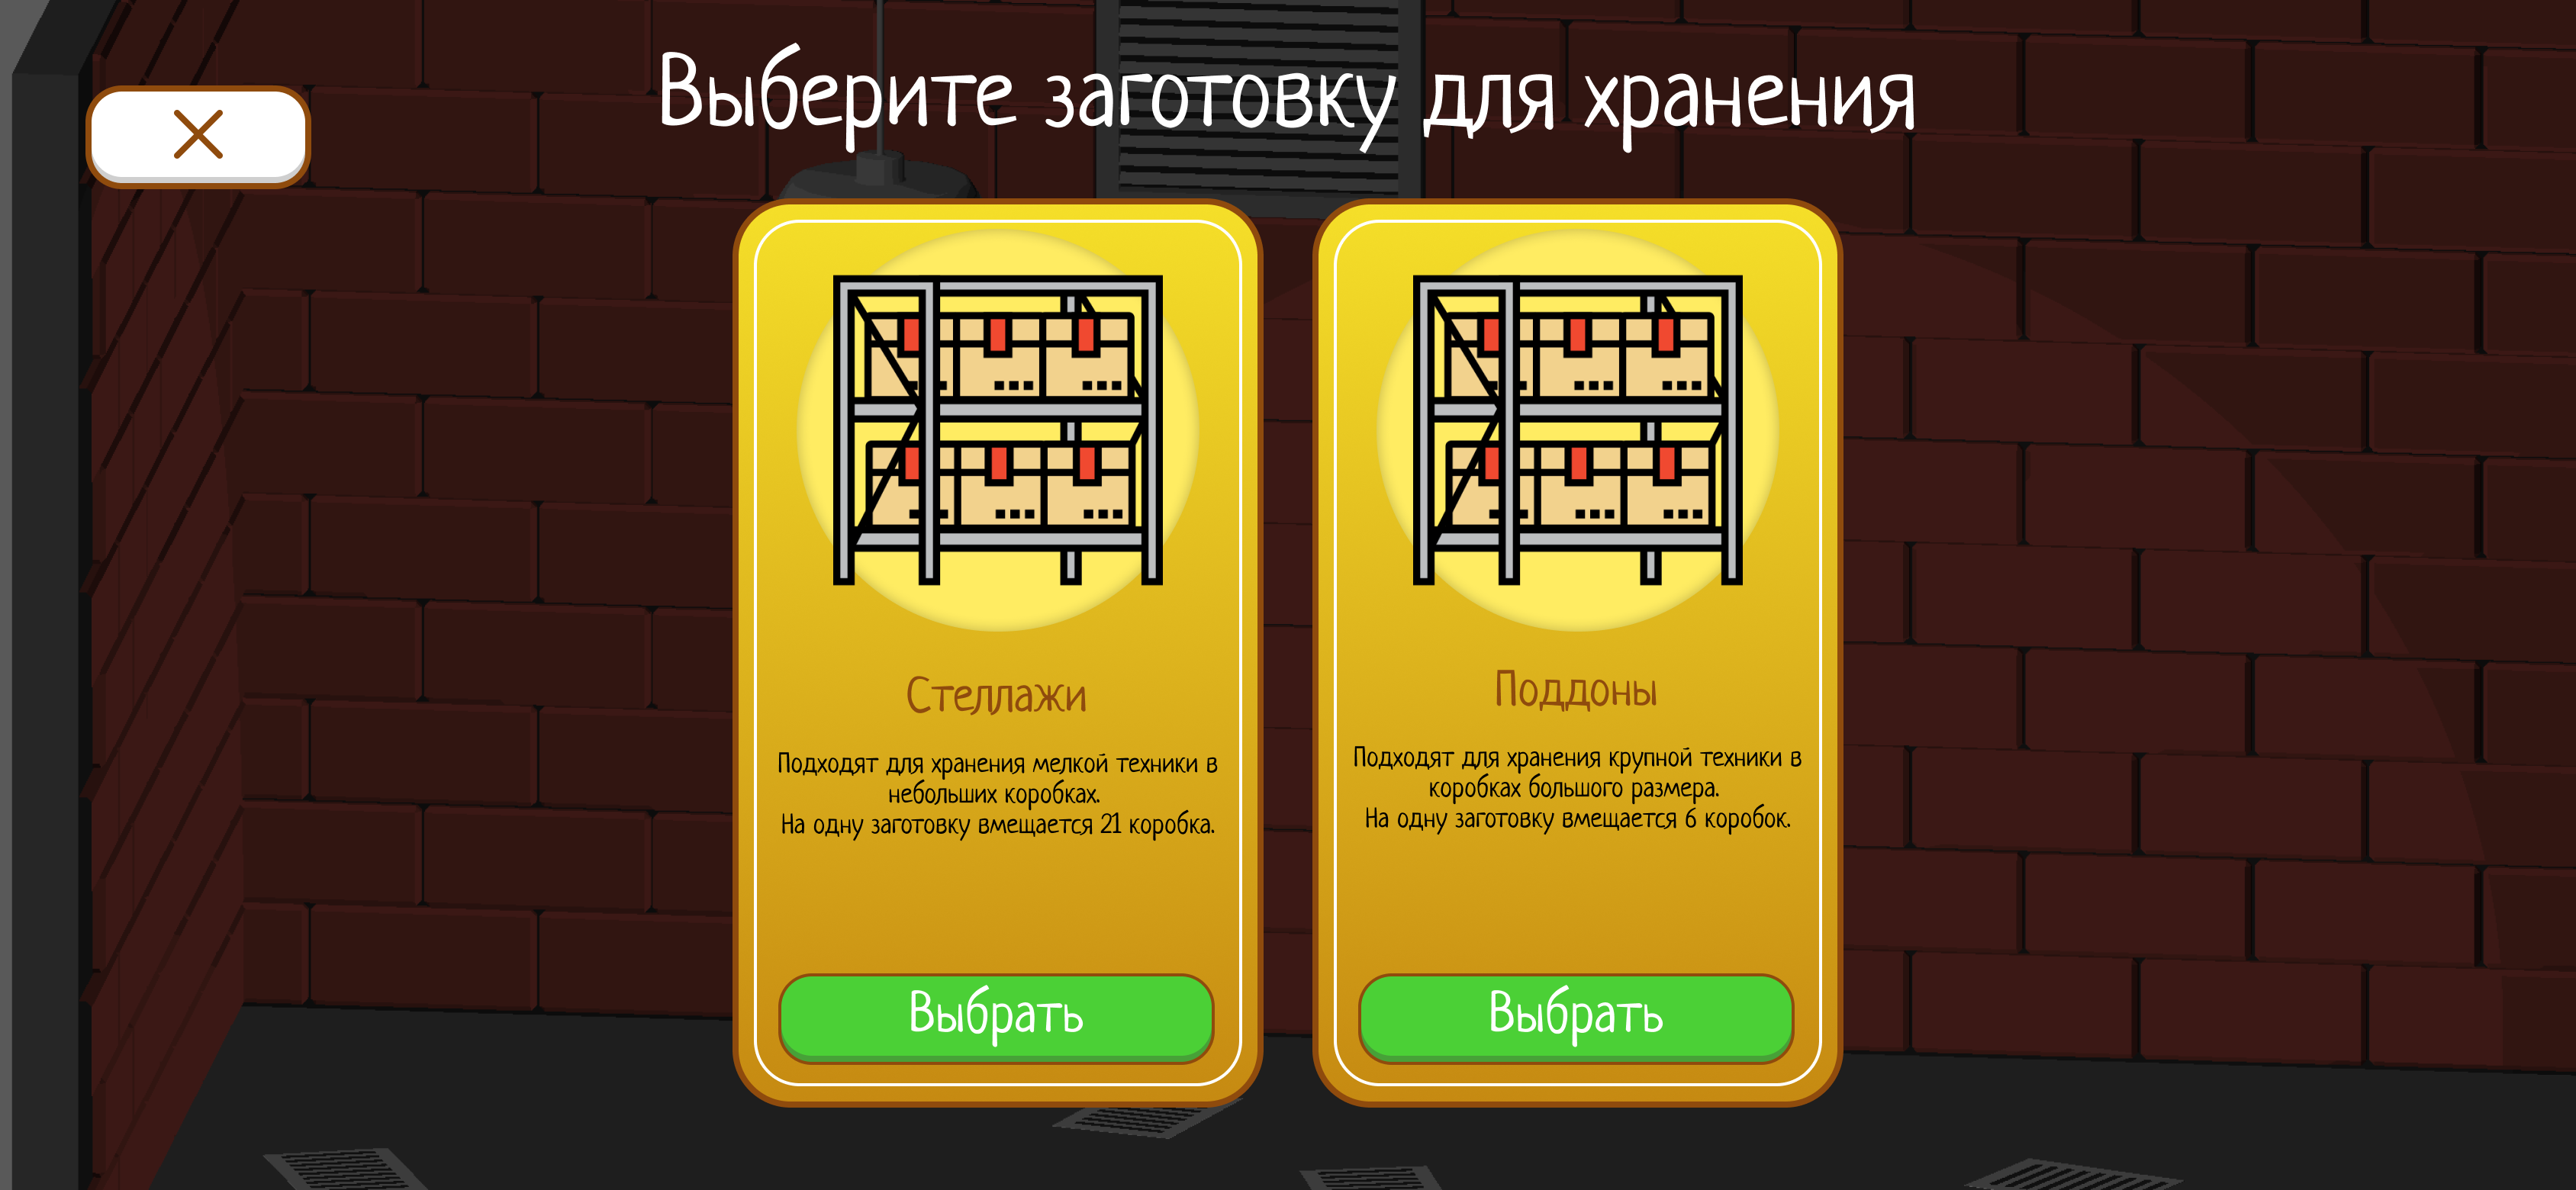 Выберите заготовку для хранения
Стеллажи
Подходят для хранения мелкой техники в
небольших коробках.
На одну заготовку вмещается 21 коробка.
Выбрать
Поддоны
Подходят для хранения крупной техники в
коробках большого размера.
На одну заготовку вмещается 6 коробок.
Выбрать